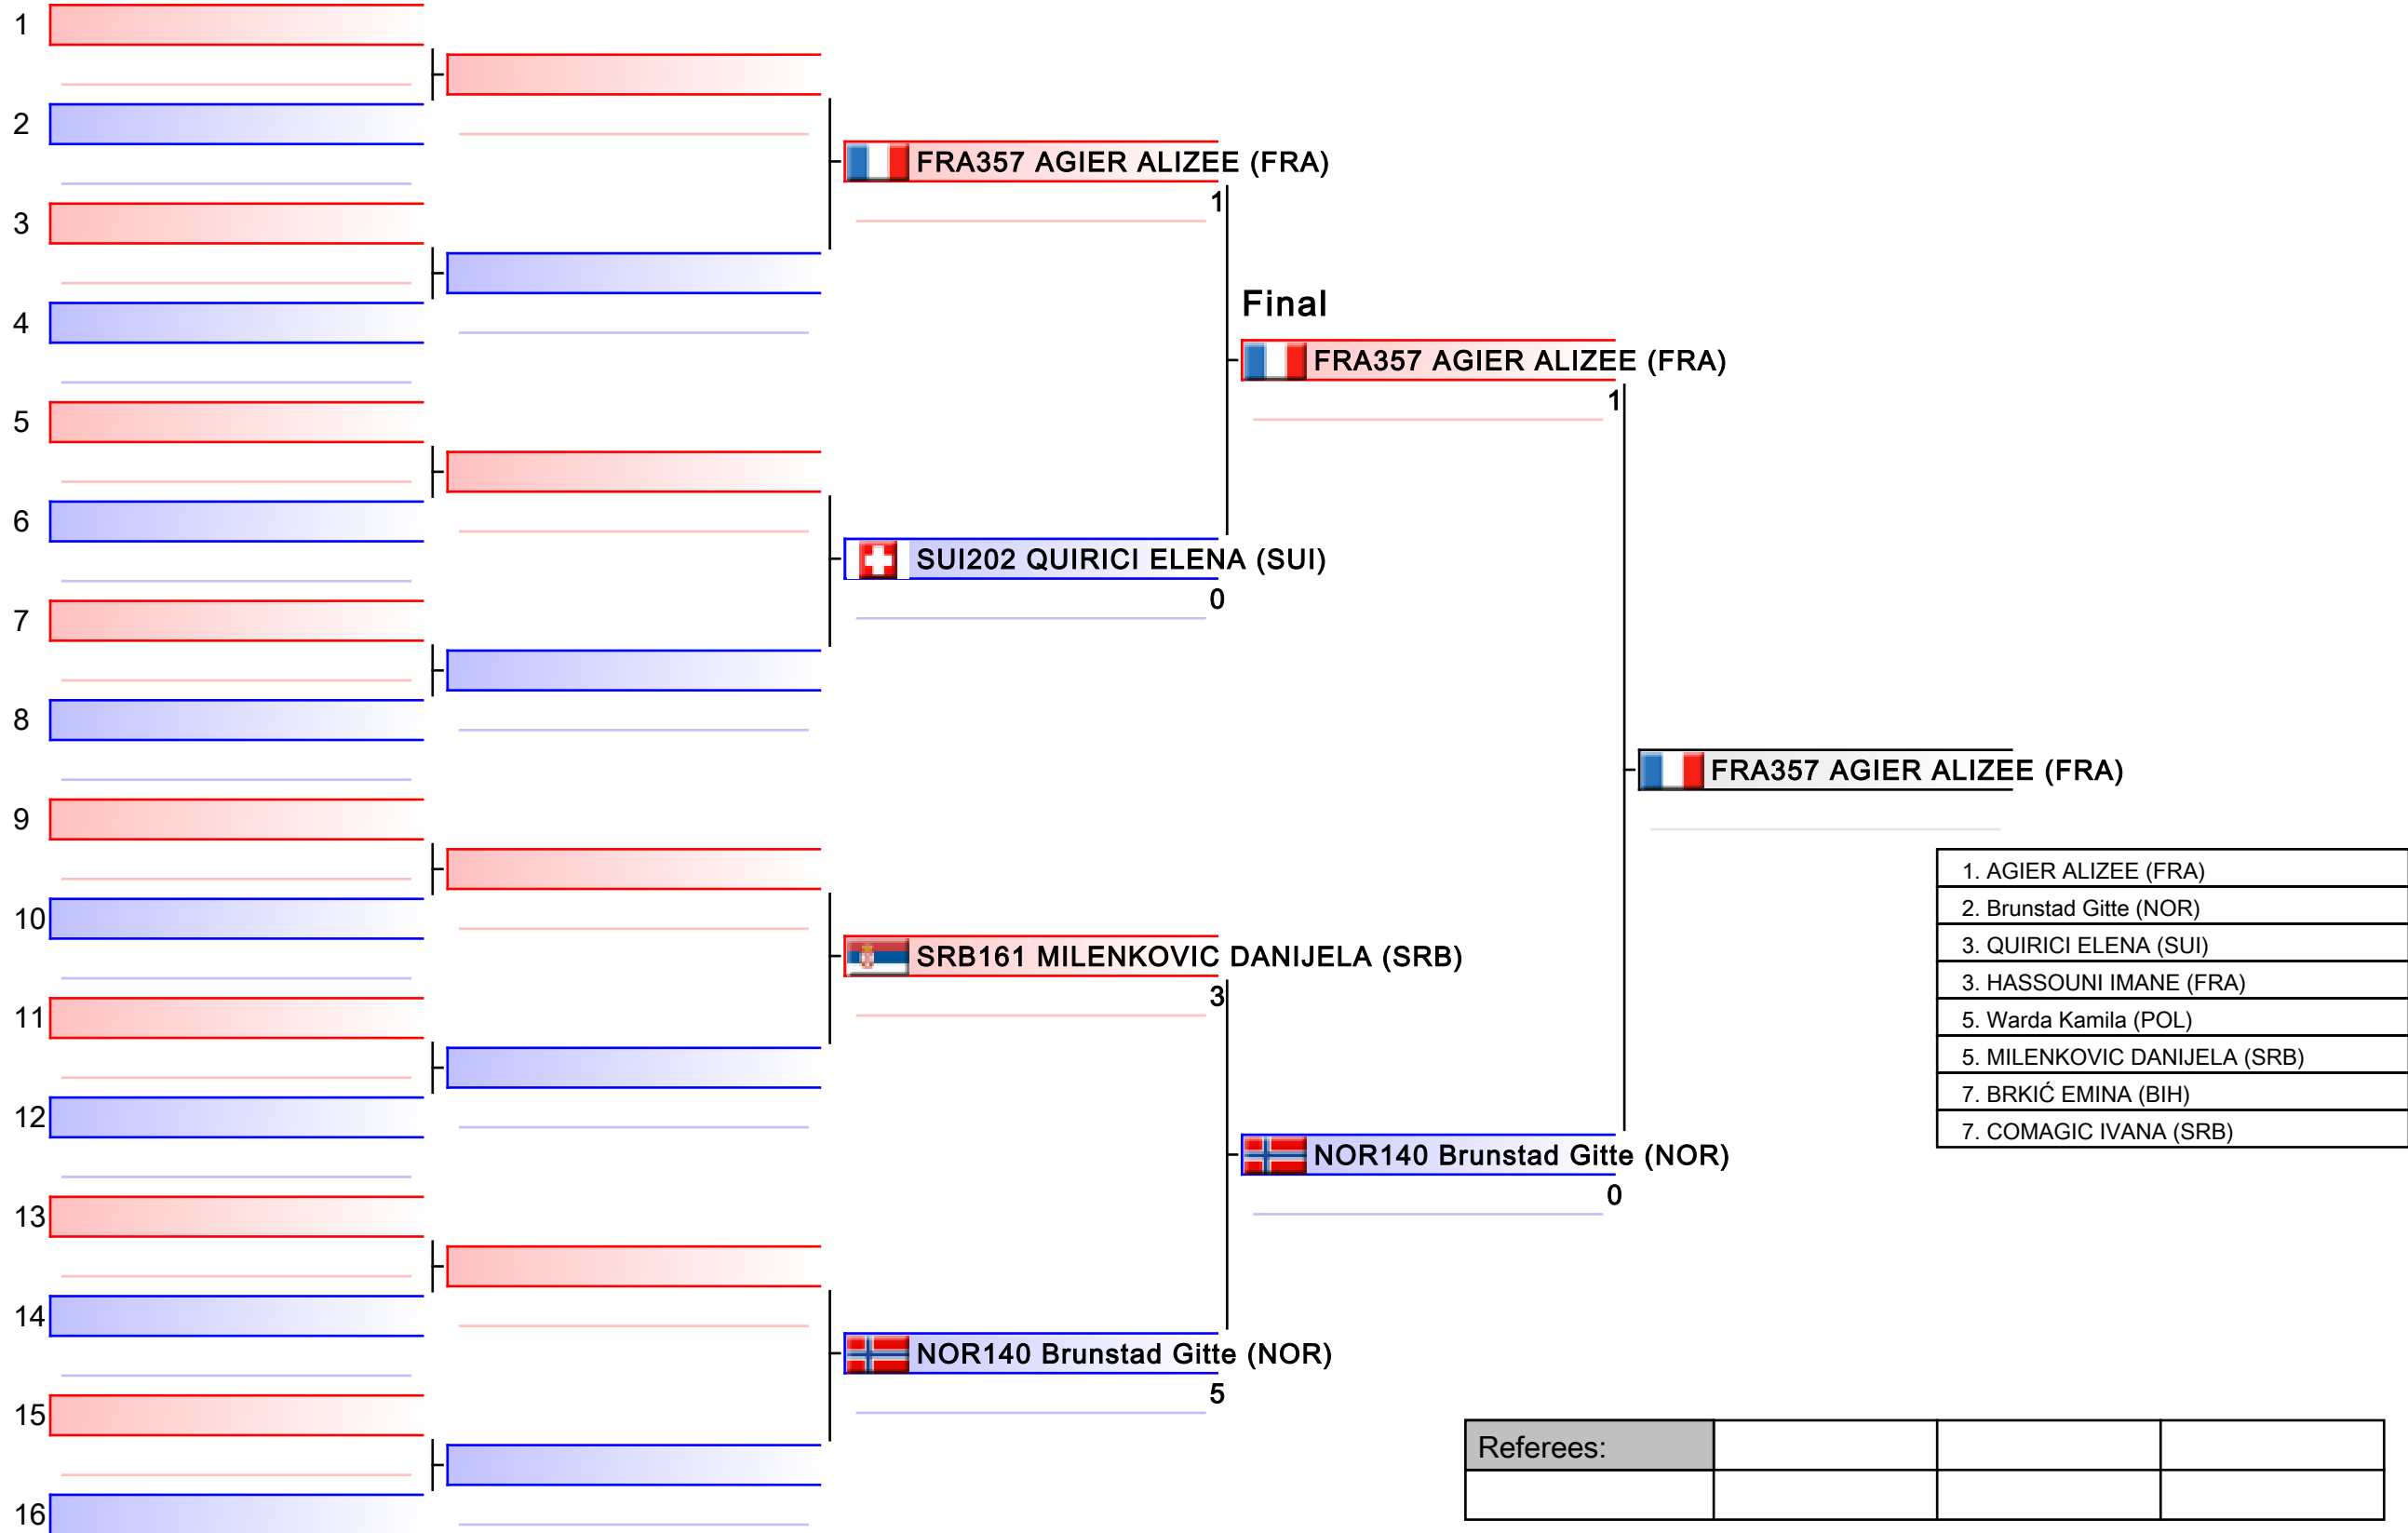 1
2
FRA357 AGIER ALIZEE (FRA)
1
3
Final
4
FRA357 AGIER ALIZEE (FRA)
1
5
6
SUI202 QUIRICI ELENA (SUI)
0
7
8
FRA357 AGIER ALIZEE (FRA)
9
1. AGIER ALIZEE (FRA)
2. Brunstad Gitte (NOR)
3. QUIRICI ELENA (SUI)
3. HASSOUNI IMANE (FRA)
5. Warda Kamila (POL)
5. MILENKOVIC DANIJELA (SRB)
7. BRKIĆ EMINA (BIH)
7. COMAGIC IVANA (SRB)
10
SRB161 MILENKOVIC DANIJELA (SRB)
3
11
12
NOR140 Brunstad Gitte (NOR)
0
13
14
NOR140 Brunstad Gitte (NOR)
5
15
Referees:
16